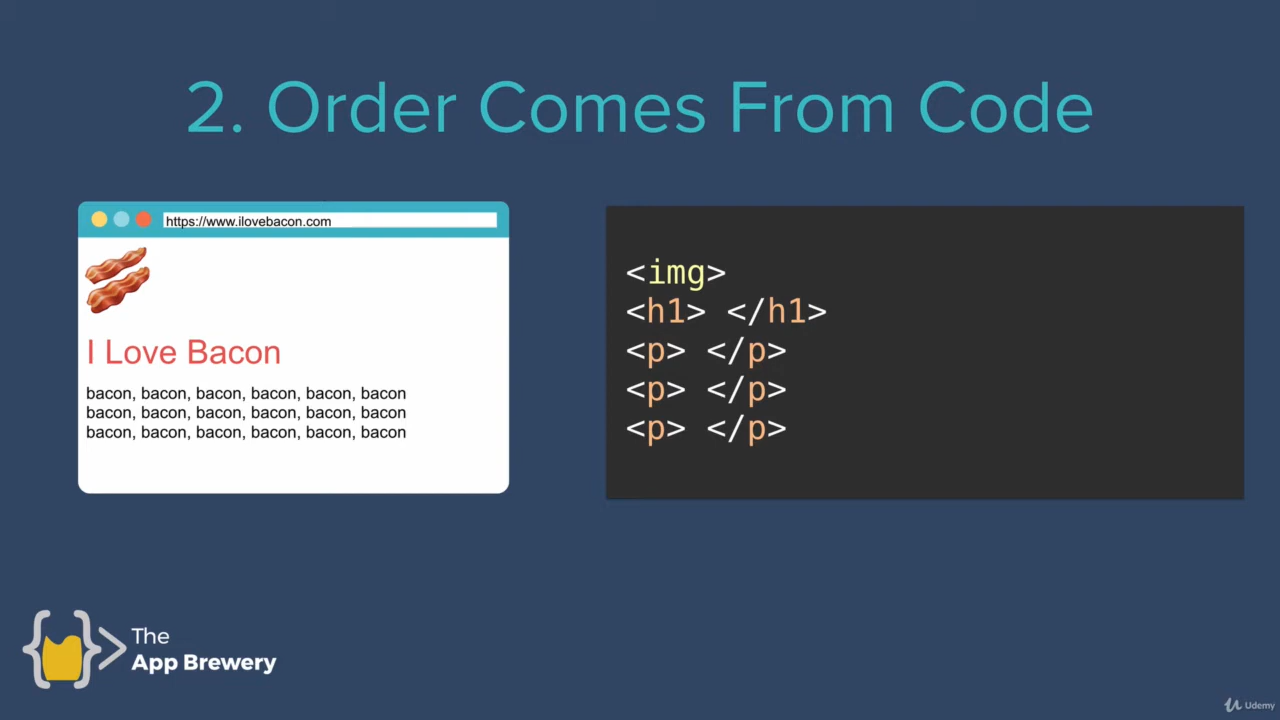 2. Order Comes From Code
https://www.ilovebacon.com
I Love Bacon
bacon, bacon, bacon, bacon, bacon, bacon
bacon, bacon, bacon, bacon, bacon, bacon
bacon, bacon, bacon, bacon, bacon, bacon
<img>
<h1> </h1>
<p> </p>
<p> </p>
<p> </p>
The
App Brewery
Udemy